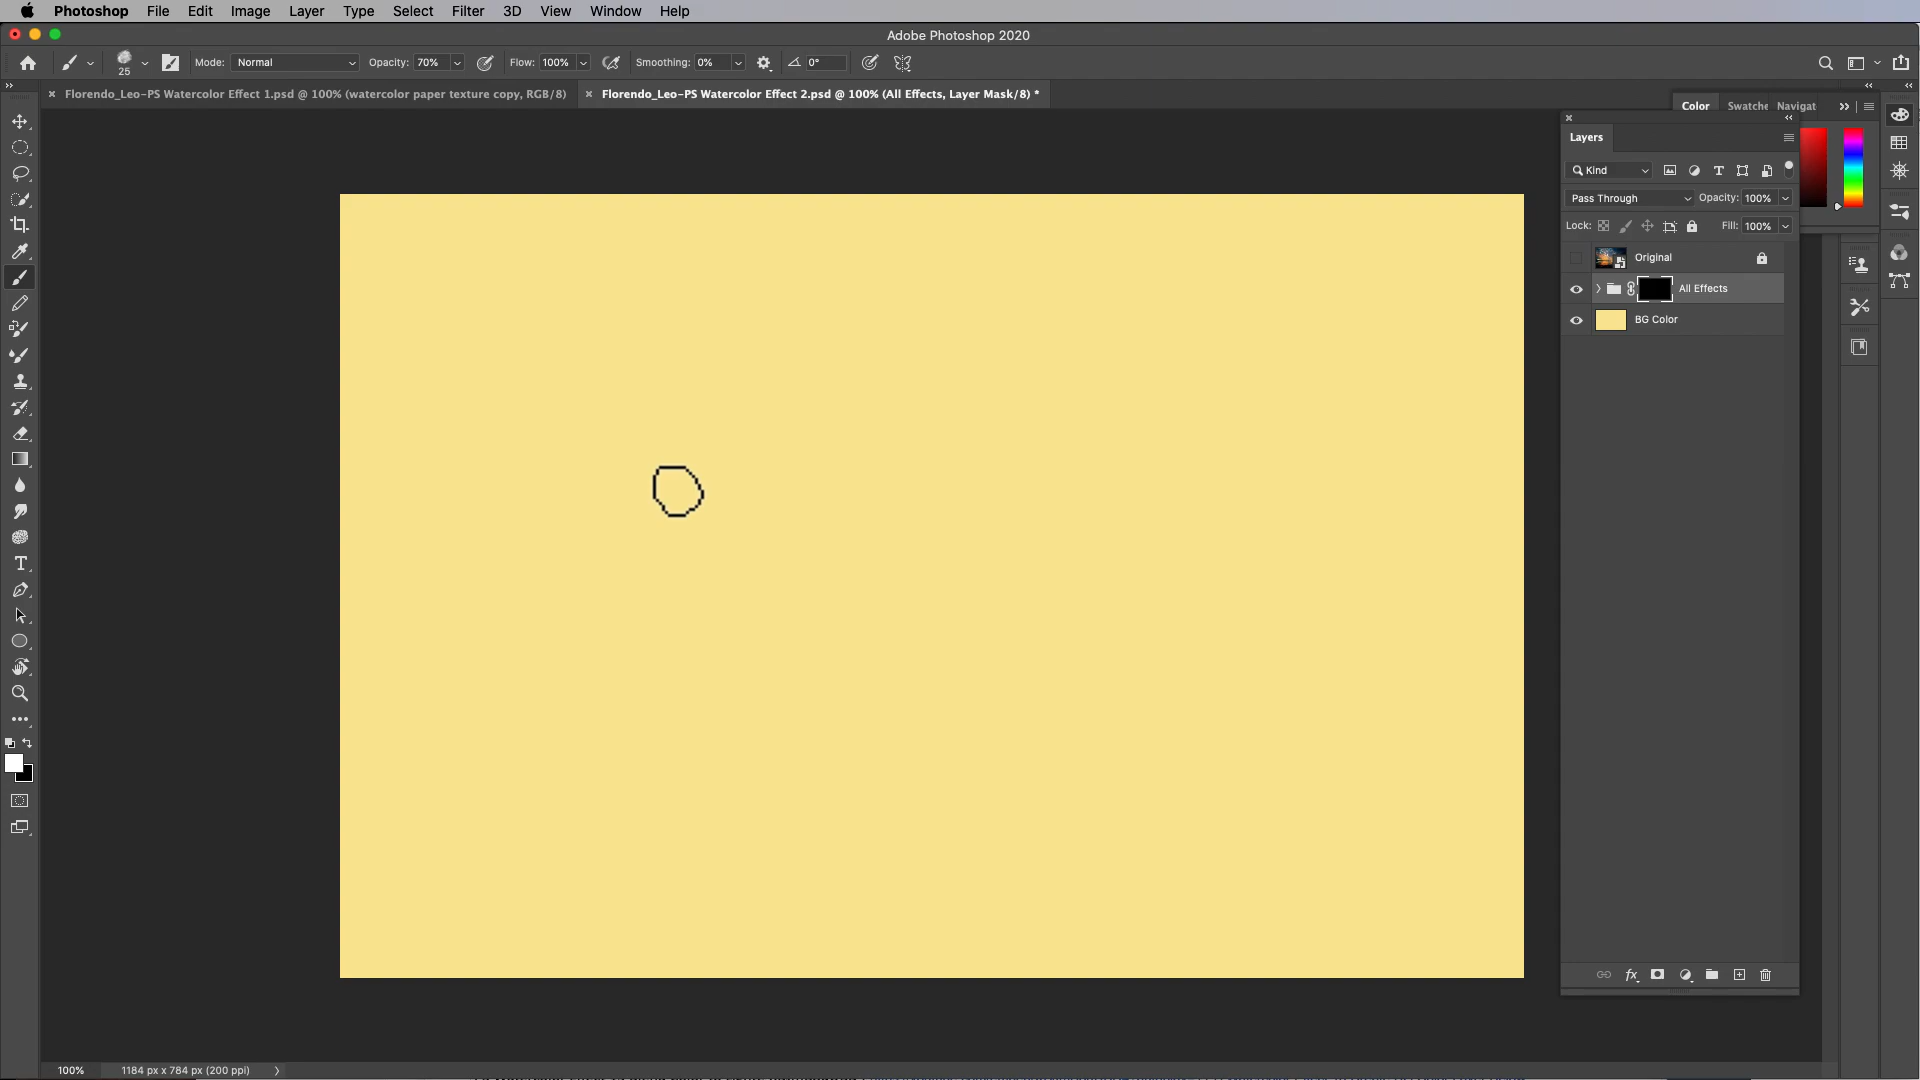 Photoshop File Edit Image Layer Type Select Filter 3D View Window Help
Adobe Photoshop 2020
25 Mode: Normal Opacity: 70% Flow: 100% Smoothing: 0% 0°
Florendo_Leo-PS Watercolor Effect 1.psd @ 100% (watercolor paper texture copy, RGB/8) Florendo_Leo-PS Watercolor Effect 2.psd @ 100% (All Effects, Layer Mask/8) *
Color Swatche Navigat
Layers
Kind
Pass Through Opacity: 100%
Lock: Fill: 100%
Original
All Effects
BG Color
fx
100% 1184 px x 784 px (200 ppi)